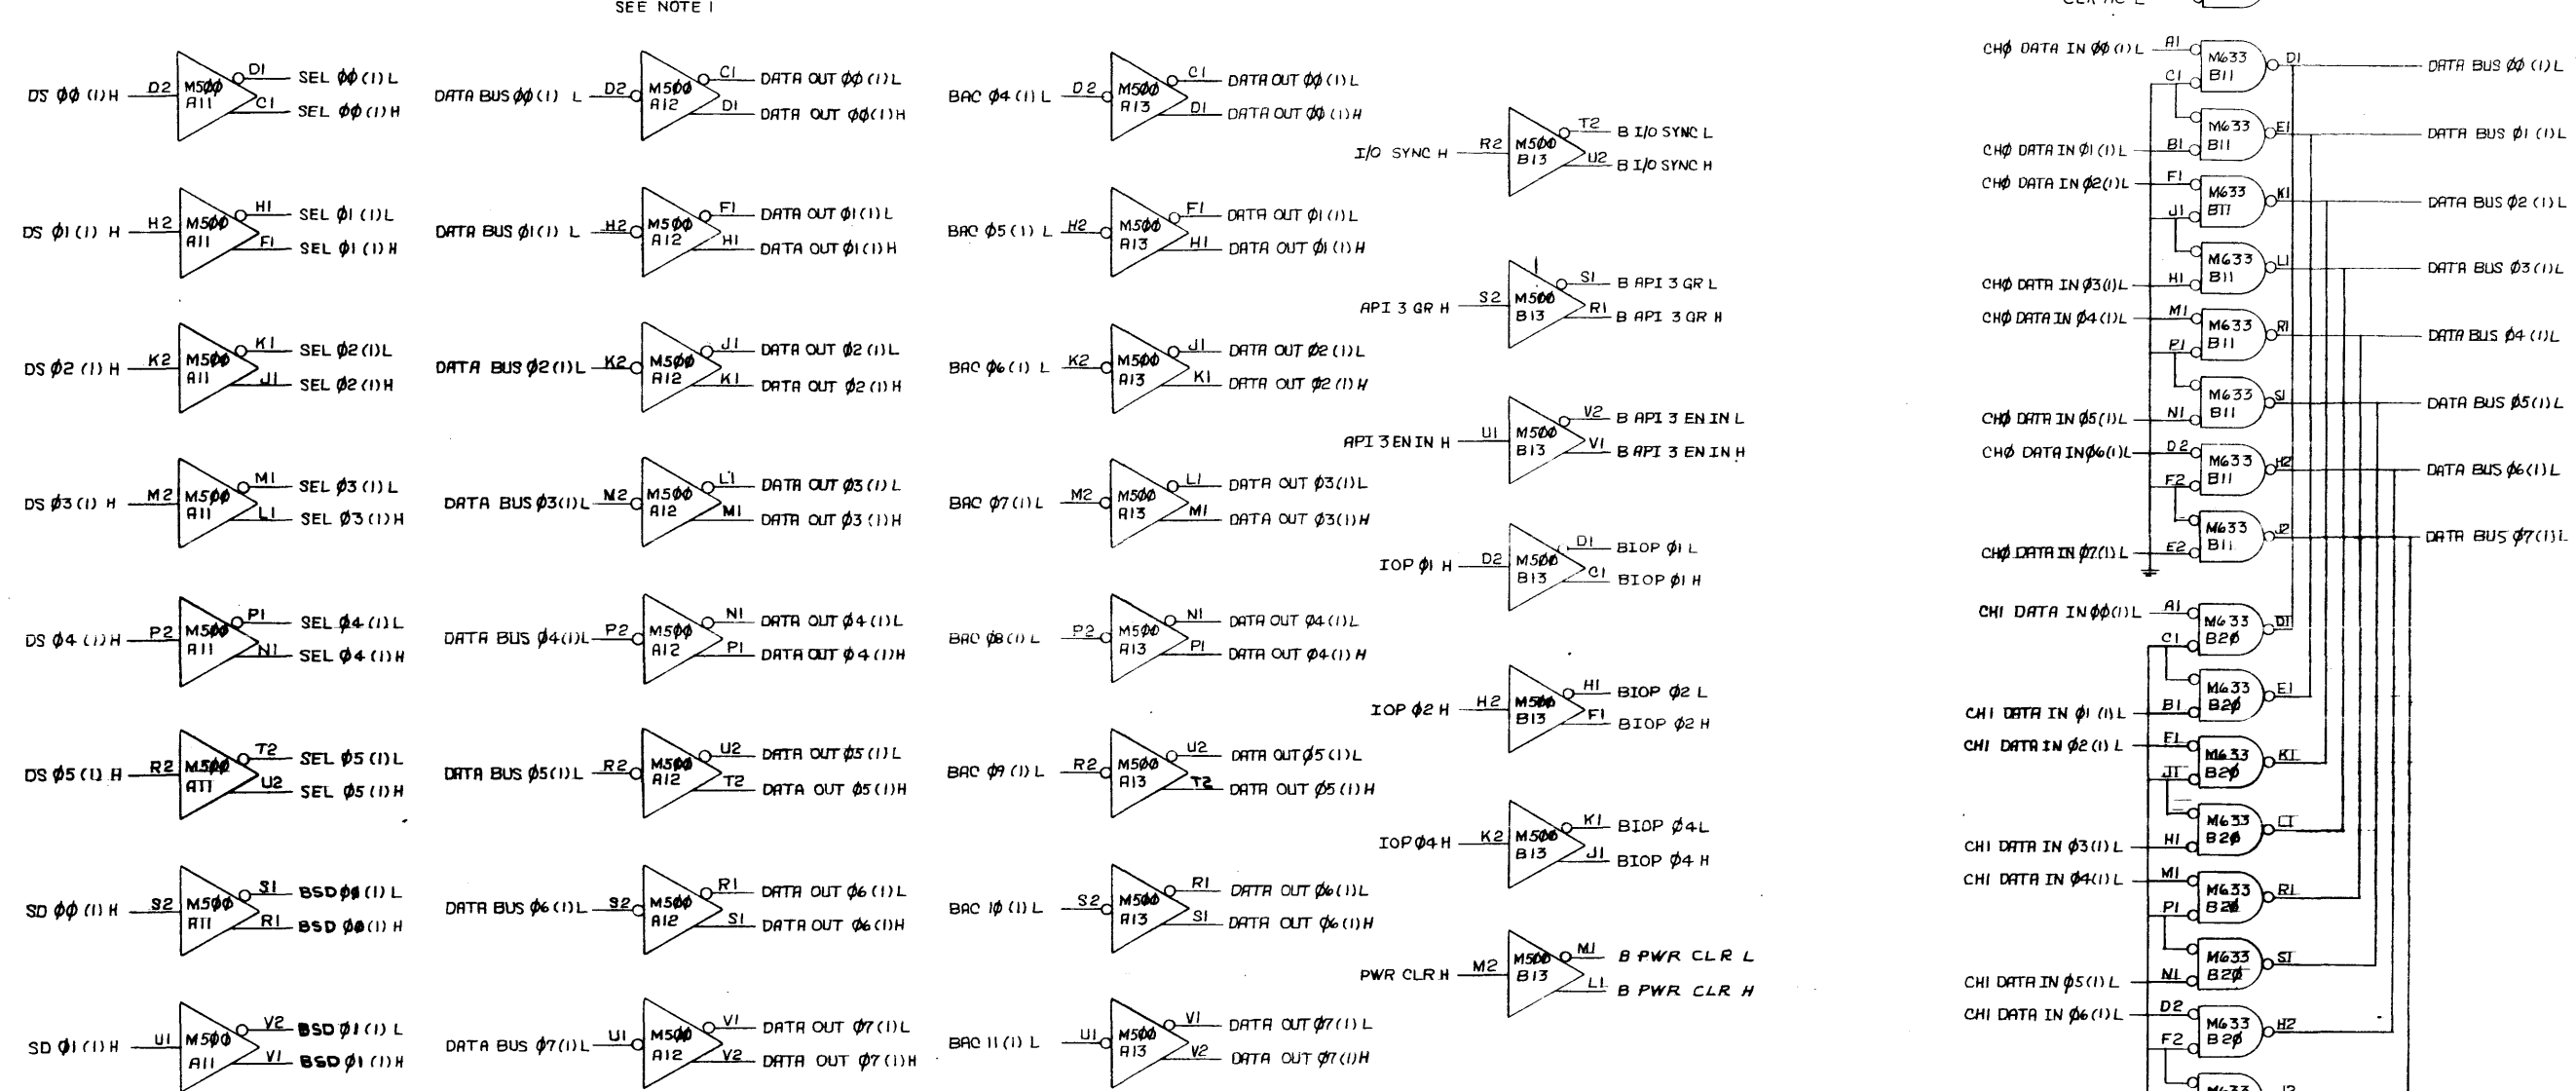 SEE NOTE 1
DS ØØ (1) H D2 M5ØØ A11 D1 SEL ØØ (1) L
C1 SEL ØØ (1) H
DS Ø1 (1) H H2 M5ØØ A11 H1 SEL Ø1 (1) L
F1 SEL Ø1 (1) H
DS Ø2 (1) H K2 M5ØØ A11 K1 SEL Ø2 (1) L
J1 SEL Ø2 (1) H
DS Ø3 (1) H M2 M5ØØ A11 M1 SEL Ø3 (1) L
L1 SEL Ø3 (1) H
DS Ø4 (1) H P2 M5ØØ A11 P1 SEL Ø4 (1) L
N1 SEL Ø4 (1) H
DS Ø5 (1) H R2 M5ØØ A11 T2 SEL Ø5 (1) L
U2 SEL Ø5 (1) H
SD ØØ (1) H S2 M5ØØ A11 S1 BSD ØØ (1) L
R1 BSD ØØ (1) H
SD Ø1 (1) H U1 M5ØØ A11 V2 BSD Ø1 (1) L
V1 BSD Ø1 (1) H
DATA BUS ØØ (1) L D2 M5ØØ A12 C1 DATA OUT ØØ (1) L
D1 DATA OUT ØØ (1) H
DATA BUS Ø1 (1) L H2 M5ØØ A12 F1 DATA OUT Ø1 (1) L
H1 DATA OUT Ø1 (1) H
DATA BUS Ø2 (1) L K2 M5ØØ A12 J1 DATA OUT Ø2 (1) L
K1 DATA OUT Ø2 (1) H
DATA BUS Ø3 (1) L M2 M5ØØ A12 L1 DATA OUT Ø3 (1) L
M1 DATA OUT Ø3 (1) H
DATA BUS Ø4 (1) L P2 M5ØØ A12 N1 DATA OUT Ø4 (1) L
P1 DATA OUT Ø4 (1) H
DATA BUS Ø5 (1) L R2 M5ØØ A12 U2 DATA OUT Ø5 (1) L
T2 DATA OUT Ø5 (1) H
DATA BUS Ø6 (1) L S2 M5ØØ A12 R1 DATA OUT Ø6 (1) L
S1 DATA OUT Ø6 (1) H
DATA BUS Ø7 (1) L U1 M5ØØ A12 V1 DATA OUT Ø7 (1) L
V2 DATA OUT Ø7 (1) H
BAC Ø4 (1) L D2 M5ØØ A13 C1 DATA OUT ØØ (1) L
D1 DATA OUT ØØ (1) H
BAC Ø5 (1) L H2 M5ØØ A13 F1 DATA OUT Ø1 (1) L
H1 DATA OUT Ø1 (1) H
BAC Ø6 (1) L K2 M5ØØ A13 J1 DATA OUT Ø2 (1) L
K1 DATA OUT Ø2 (1) H
BAC Ø7 (1) L M2 M5ØØ A13 L1 DATA OUT Ø3 (1) L
M1 DATA OUT Ø3 (1) H
BAC Ø8 (1) L P2 M5ØØ A13 N1 DATA OUT Ø4 (1) L
P1 DATA OUT Ø4 (1) H
BAC Ø9 (1) L R2 M5ØØ A13 U2 DATA OUT Ø5 (1) L
T2 DATA OUT Ø5 (1) H
BAC 1Ø (1) L S2 M5ØØ A13 R1 DATA OUT Ø6 (1) L
S1 DATA OUT Ø6 (1) H
BAC 11 (1) L U1 M5ØØ A13 V1 DATA OUT Ø7 (1) L
V2 DATA OUT Ø7 (1) H
I/O SYNC H R2 M5ØØ B13 T2 B I/O SYNC L
U2 B I/O SYNC H
API 3 GR H S2 M5ØØ B13 S1 B API 3 GR L
R1 B API 3 GR H
API 3 EN IN H U1 M5ØØ B13 V2 B API 3 EN IN L
V1 B API 3 EN IN H
IOP Ø1 H D2 M5ØØ B13 D1 BIOP Ø1 L
C1 BIOP Ø1 H
IOP Ø2 H H2 M5ØØ B13 H1 BIOP Ø2 L
F1 BIOP Ø2 H
IOP Ø4 H K2 M5ØØ B13 K1 BIOP Ø4 L
J1 BIOP Ø4 H
PWR CLR H M2 M5ØØ B13 M1 B PWR CLR L
L1 B PWR CLR H
CHØ DATA IN ØØ (1) L A1 M633 B11 D1 DATA BUS ØØ (1) L
C1
CHØ DATA IN Ø1 (1) L B1 M633 B11 E1 DATA BUS Ø1 (1) L
CHØ DATA IN Ø2 (1) L F1 M633 B11 K1 DATA BUS Ø2 (1) L
J1
CHØ DATA IN Ø3 (1) L H1 M633 B11 L1 DATA BUS Ø3 (1) L
CHØ DATA IN Ø4 (1) L M1 M633 B11 R1 DATA BUS Ø4 (1) L
P1
CHØ DATA IN Ø5 (1) L N1 M633 B11 S1 DATA BUS Ø5 (1) L
CHØ DATA IN Ø6 (1) L D2 M633 B11 H2 DATA BUS Ø6 (1) L
F2
CHØ DATA IN Ø7 (1) L E2 M633 B11 J2 DATA BUS Ø7 (1) L
CH1 DATA IN ØØ (1) L A1 M633 B2Ø D1
C1
CH1 DATA IN Ø1 (1) L B1 M633 B2Ø E1
CH1 DATA IN Ø2 (1) L F1 M633 B2Ø K1
J1
CH1 DATA IN Ø3 (1) L H1 M633 B2Ø L1
CH1 DATA IN Ø4 (1) L M1 M633 B2Ø R1
P1
CH1 DATA IN Ø5 (1) L N1 M633 B2Ø S1
CH1 DATA IN Ø6 (1) L D2 M633 B2Ø H2
F2
M633